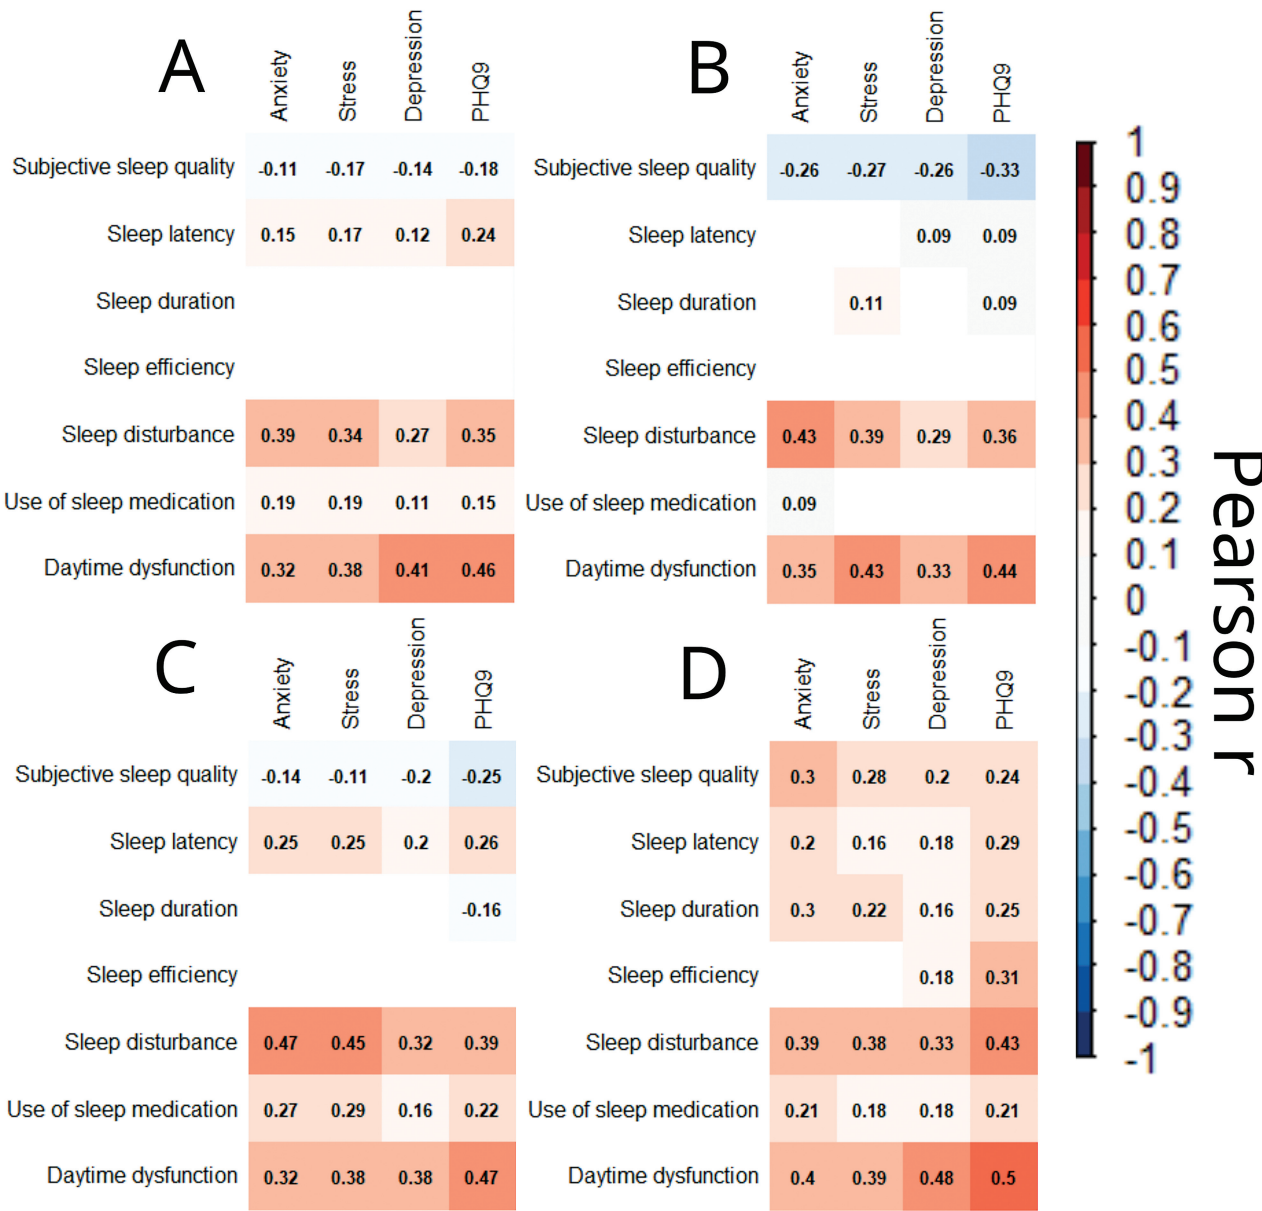 A
Anxiety Stress Depression PHQ9
Subjective sleep quality -0.11 -0.17 -0.14 -0.18
Sleep latency 0.15 0.17 0.12 0.24
Sleep duration
Sleep efficiency
Sleep disturbance 0.39 0.34 0.27 0.35
Use of sleep medication 0.19 0.19 0.11 0.15
Daytime dysfunction 0.32 0.38 0.41 0.46
B
Anxiety Stress Depression PHQ9
Subjective sleep quality -0.26 -0.27 -0.26 -0.33
Sleep latency 0.09 0.09
Sleep duration 0.11 0.09
Sleep efficiency
Sleep disturbance 0.43 0.39 0.29 0.36
Use of sleep medication 0.09
Daytime dysfunction 0.35 0.43 0.33 0.44
C
Anxiety Stress Depression PHQ9
Subjective sleep quality -0.14 -0.11 -0.2 -0.25
Sleep latency 0.25 0.25 0.2 0.26
Sleep duration -0.16
Sleep efficiency
Sleep disturbance 0.47 0.45 0.32 0.39
Use of sleep medication 0.27 0.29 0.16 0.22
Daytime dysfunction 0.32 0.38 0.38 0.47
D
Anxiety Stress Depression PHQ9
Subjective sleep quality 0.3 0.28 0.2 0.24
Sleep latency 0.2 0.16 0.18 0.29
Sleep duration 0.3 0.22 0.16 0.25
Sleep efficiency 0.18 0.31
Sleep disturbance 0.39 0.38 0.33 0.43
Use of sleep medication 0.21 0.18 0.18 0.21
Daytime dysfunction 0.4 0.39 0.48 0.5
1
0.9
0.8
0.7
0.6
0.5
0.4
0.3
0.2
0.1
0
-0.1
-0.2
-0.3
-0.4
-0.5
-0.6
-0.7
-0.8
-0.9
-1
Pearson r